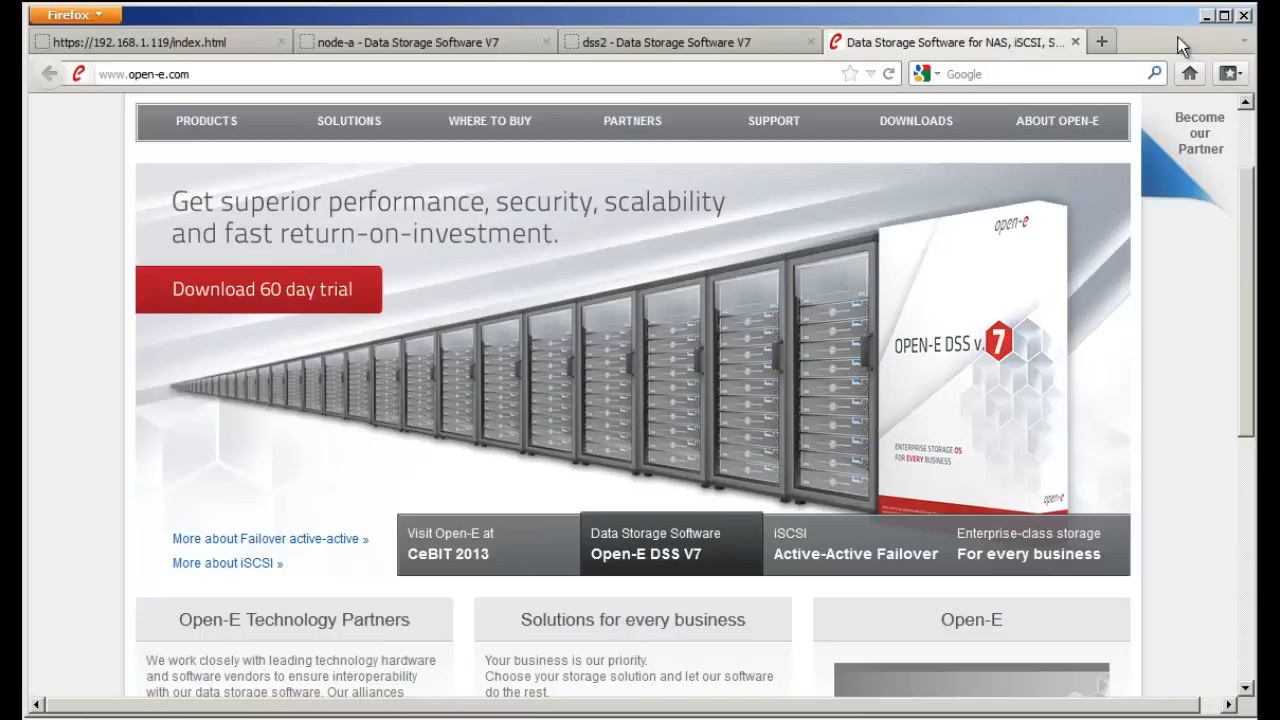 Firefox
https://192.168.1.119/index.html
node-a - Data Storage Software V7
dss2 - Data Storage Software V7
Data Storage Software for NAS, iSCSI, S...
www.open-e.com
Google
PRODUCTS
SOLUTIONS
WHERE TO BUY
PARTNERS
SUPPORT
DOWNLOADS
ABOUT OPEN-E
Become
our
Partner
Get superior performance, security, scalability
and fast return-on-investment.
Download 60 day trial
open-e
OPEN-E DSS v.7
ENTERPRISE STORAGE OS
FOR EVERY BUSINESS
open-e
More about Failover active-active »
More about iSCSI »
Visit Open-E at
CeBIT 2013
Data Storage Software
Open-E DSS V7
iSCSI
Active-Active Failover
Enterprise-class storage
For every business
Open-E Technology Partners
We work closely with leading technology hardware
and software vendors to ensure interoperability
with our data storage software. Our alliances
Solutions for every business
Your business is our priority.
Choose your storage solution and let our software
do the rest.
Open-E